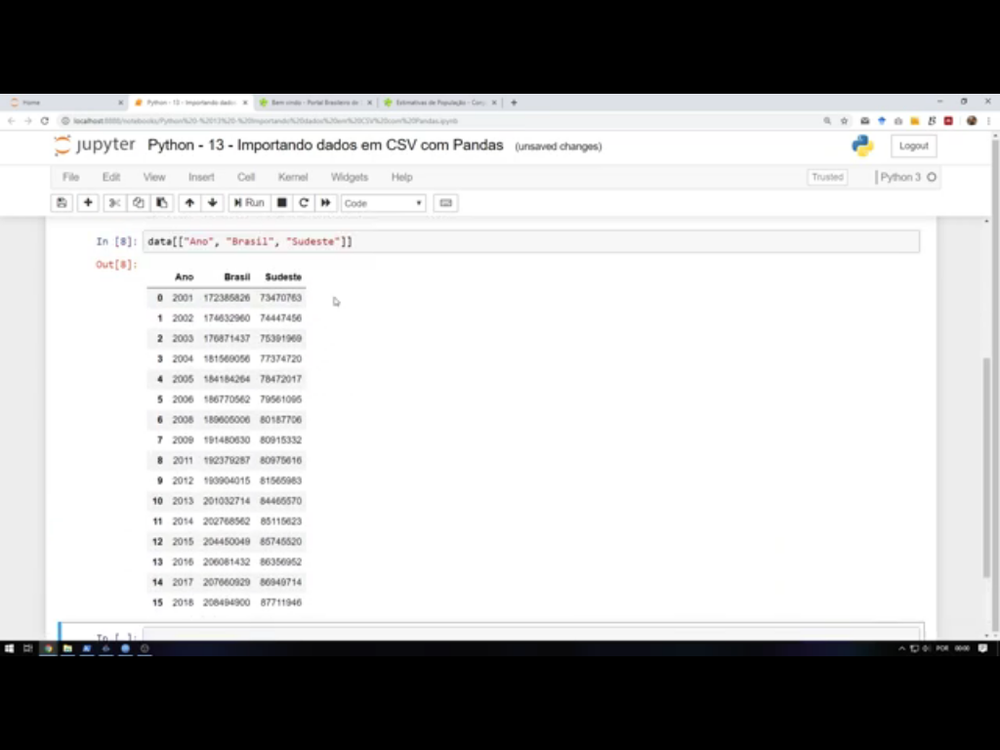 Home
Python - 13 - Importando dados
Bem vindo - Portal Brasileiro de
Estimativas de População - Conj
localhost:8888/notebooks/Python%20-%2013%20-%20Importando%20dados%20em%20CSV%20com%20Pandas.ipynb
jupyter Python - 13 - Importando dados em CSV com Pandas (unsaved changes)
Logout
File Edit View Insert Cell Kernel Widgets Help
Trusted
Python 3
Run
Code
In [8]: data[["Ano", "Brasil", "Sudeste"]]
Out[8]:
Ano Brasil Sudeste
0 2001 172385826 73470763
1 2002 174632960 74447456
2 2003 176871437 75391969
3 2004 181569056 77374720
4 2005 184184264 78472017
5 2006 186770562 79561095
6 2008 189605006 80187706
7 2009 191480630 80915332
8 2011 192379287 80975616
9 2012 193904015 81565983
10 2013 201032714 84465570
11 2014 202768562 85115623
12 2015 204450049 85745520
13 2016 206081432 86356952
14 2017 207660929 86949714
15 2018 208494900 87711946
In [ ]:
POR 00:00